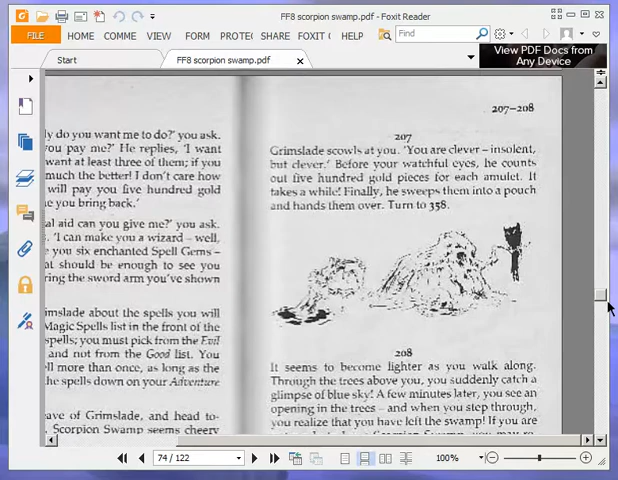 FF8 scorpion swamp.pdf - Foxit Reader
FILE HOME COMME VIEW FORM PROTE SHARE FOXIT C HELP Find
Start FF8 scorpion swamp.pdf
View PDF Docs from
Any Device
ly do you want me to do?' you ask.
you pay me?' He replies, 'I want
want at least three of them; if you
much the better! I don't care how
will pay you five hundred gold
e you bring back.'
al aid can you give me?' you ask.
'I can make you a wizard – well,
e you six enchanted Spell Gems –
at should be enough to see you
ring the sword arm you've shown
imslade about the spells you will
Magic Spells list in the front of the
spells; you must pick from the Evil
and not from the Good list. You
ll more than once, as long as the
he spells down on your Adventure
eave of Grimslade, and head to-
Scorpion Swamp seems cheery
207–208
207
Grimslade scowls at you. 'You are clever – insolent,
but clever.' Before your watchful eyes, he counts
out five hundred gold pieces for each amulet. It
takes a while! Finally, he sweeps them into a pouch
and hands them over. Turn to 358.
208
It seems to become lighter as you walk along.
Through the trees above you, you suddenly catch a
glimpse of blue sky! A few minutes later, you see an
opening in the trees – and when you step through,
you realize that you have left the swamp! If you are
74 / 122
100%